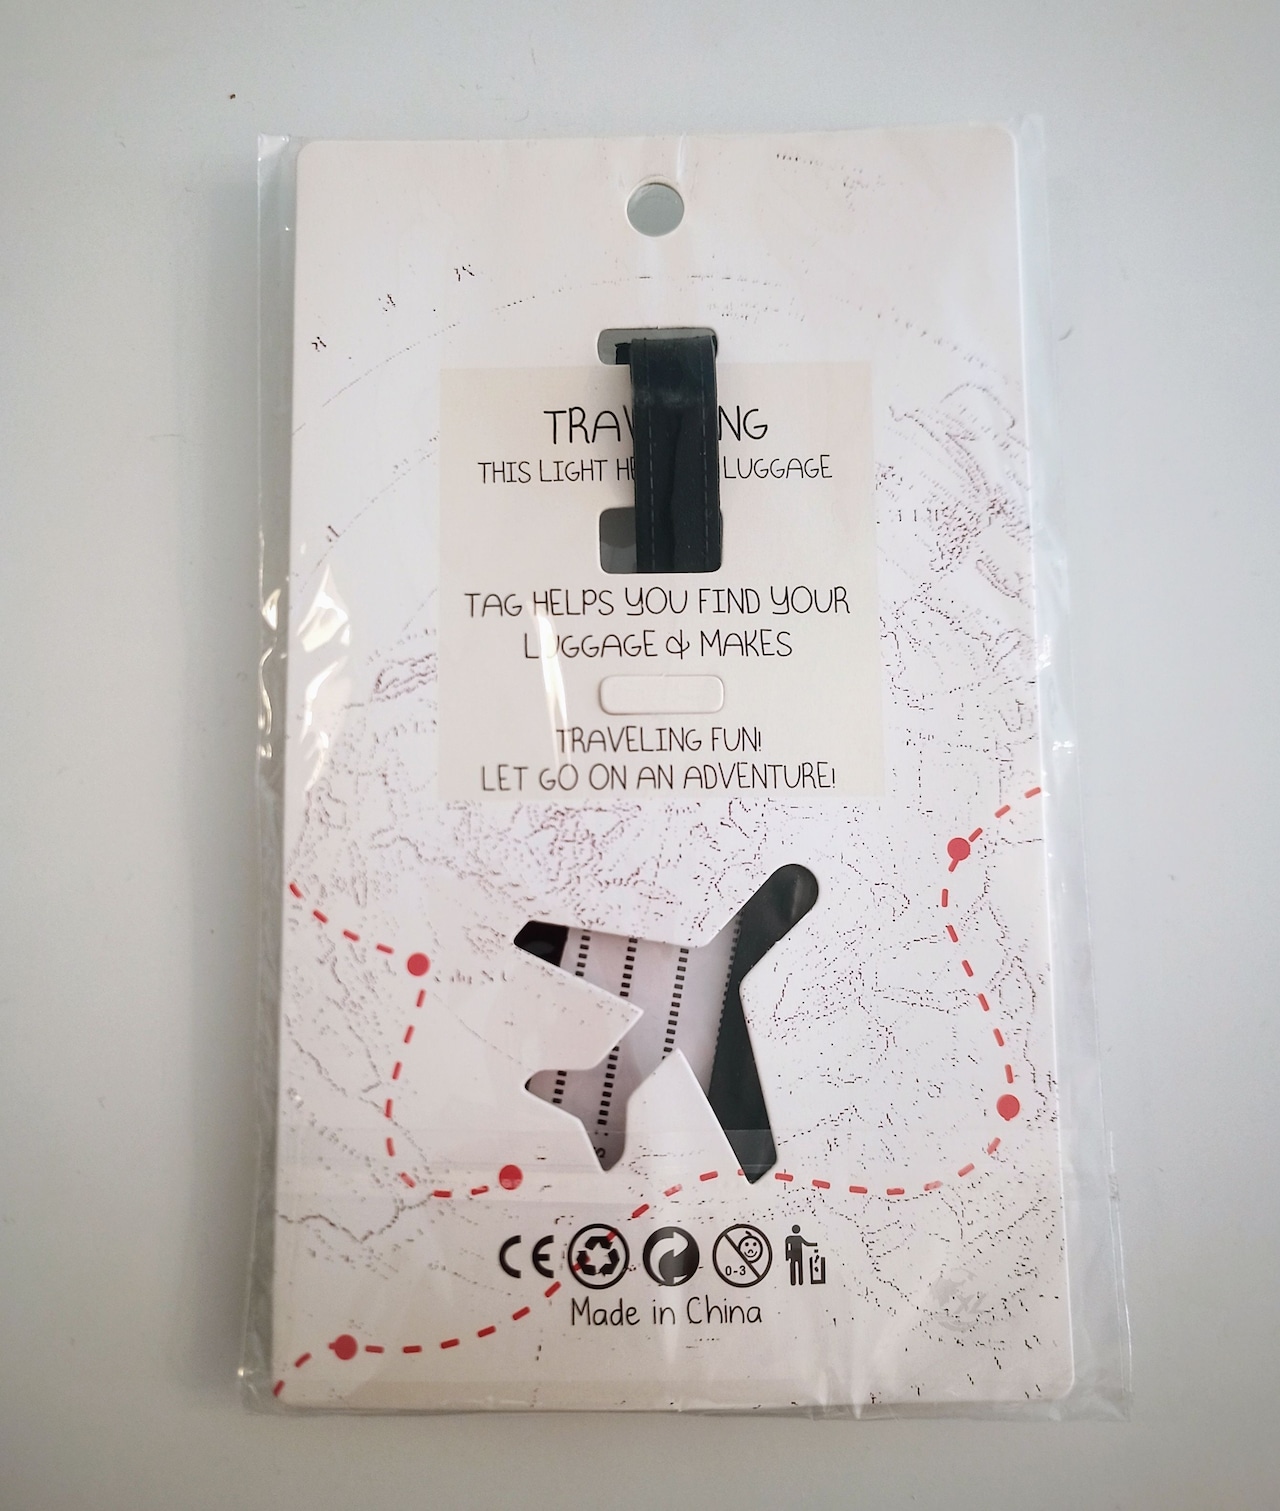 TRAV NG
THIS LIGHT HE LUGGAGE
TAG HELPS YOU FIND YOUR
LUGGAGE & MAKES
TRAVELING FUN!
LET GO ON AN ADVENTURE!
CE
0-3
Made in China